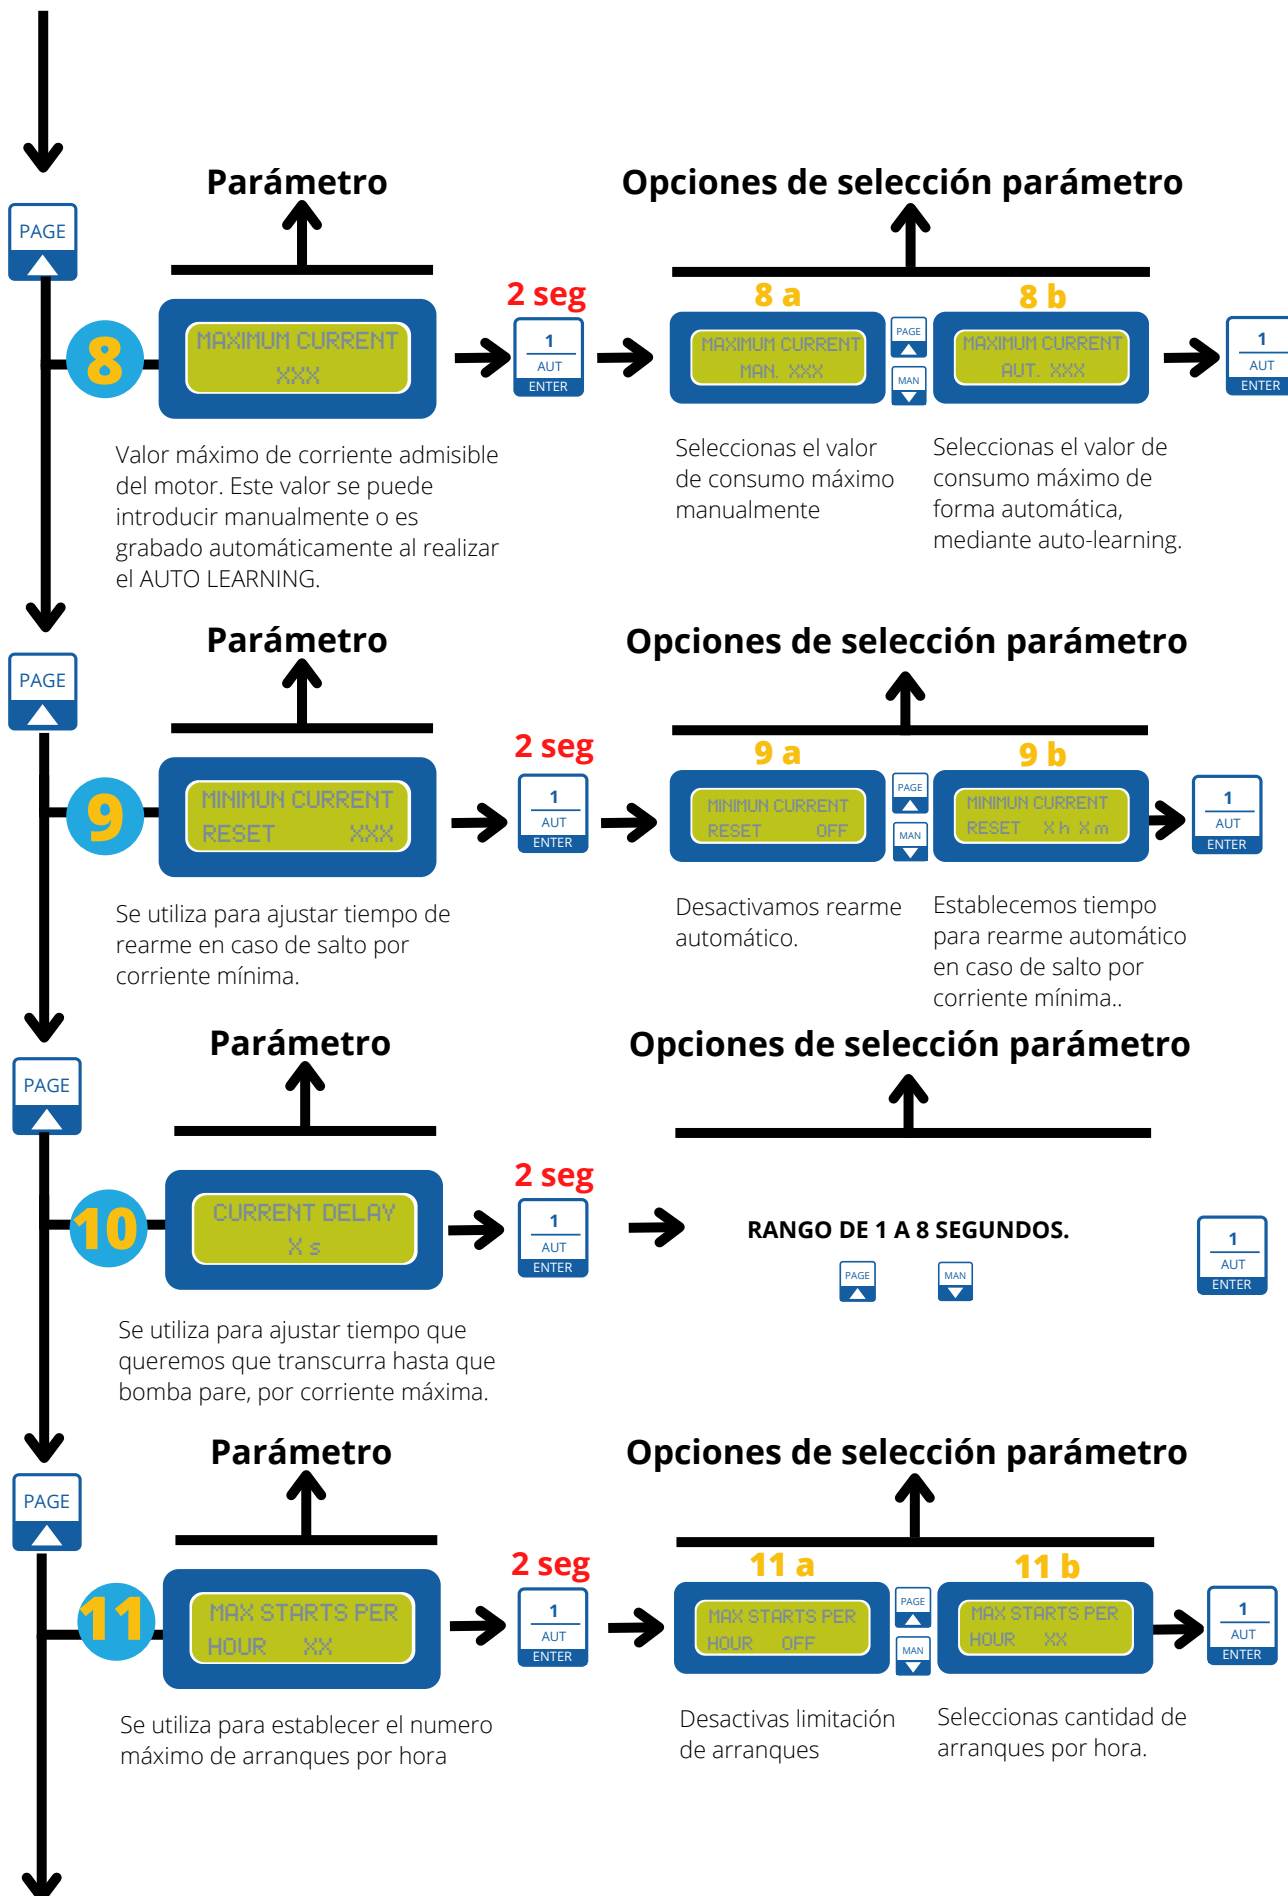 Parámetro
Opciones de selección parámetro
PAGE
2 seg
8 a
8 b
8
MAXIMUM CURRENT
XXX
1
AUT
ENTER
MAXIMUM CURRENT
MAN. XXX
PAGE
MAN
MAXIMUM CURRENT
AUT. XXX
1
AUT
ENTER
Valor máximo de corriente admisible
del motor. Este valor se puede
introducir manualmente o es
grabado automáticamente al realizar
el AUTO LEARNING.
Seleccionas el valor
de consumo máximo
manualmente
Seleccionas el valor de
consumo máximo de
forma automática,
mediante auto-learning.
Parámetro
Opciones de selección parámetro
PAGE
2 seg
9 a
9 b
9
MINIMUN CURRENT
RESET XXX
1
AUT
ENTER
MINIMUN CURRENT
RESET OFF
PAGE
MAN
MINIMUN CURRENT
RESET X h X m
1
AUT
ENTER
Se utiliza para ajustar tiempo de
rearme en caso de salto por
corriente mínima.
Desactivamos rearme
automático.
Establecemos tiempo
para rearme automático
en caso de salto por
corriente mínima..
Parámetro
Opciones de selección parámetro
PAGE
2 seg
10
CURRENT DELAY
X s
1
AUT
ENTER
RANGO DE 1 A 8 SEGUNDOS.
PAGE
MAN
1
AUT
ENTER
Se utiliza para ajustar tiempo que
queremos que transcurra hasta que
bomba pare, por corriente máxima.
Parámetro
Opciones de selección parámetro
PAGE
2 seg
11 a
11 b
11
MAX STARTS PER
HOUR XX
1
AUT
ENTER
MAX STARTS PER
HOUR OFF
PAGE
MAN
MAX STARTS PER
HOUR XX
1
AUT
ENTER
Se utiliza para establecer el numero
máximo de arranques por hora
Desactivas limitación
de arranques
Seleccionas cantidad de
arranques por hora.